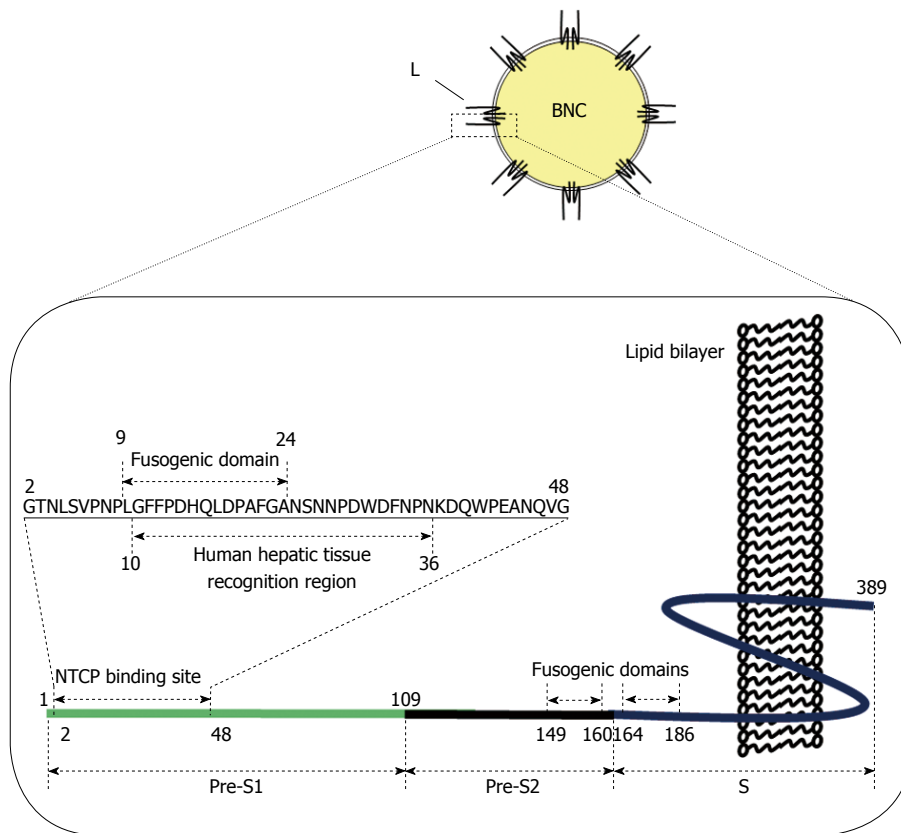 L
BNC
Lipid bilayer
9 24
Fusogenic domain
2 48
GTNLSVPNPLGFFPDHQLDPAFGANSNNPDWDFNPNKDQWPEANQVG
10 36
Human hepatic tissue
recognition region
389
NTCP binding site
Fusogenic domains
1 109
2 48 149 160 164 186
Pre-S1 Pre-S2 S